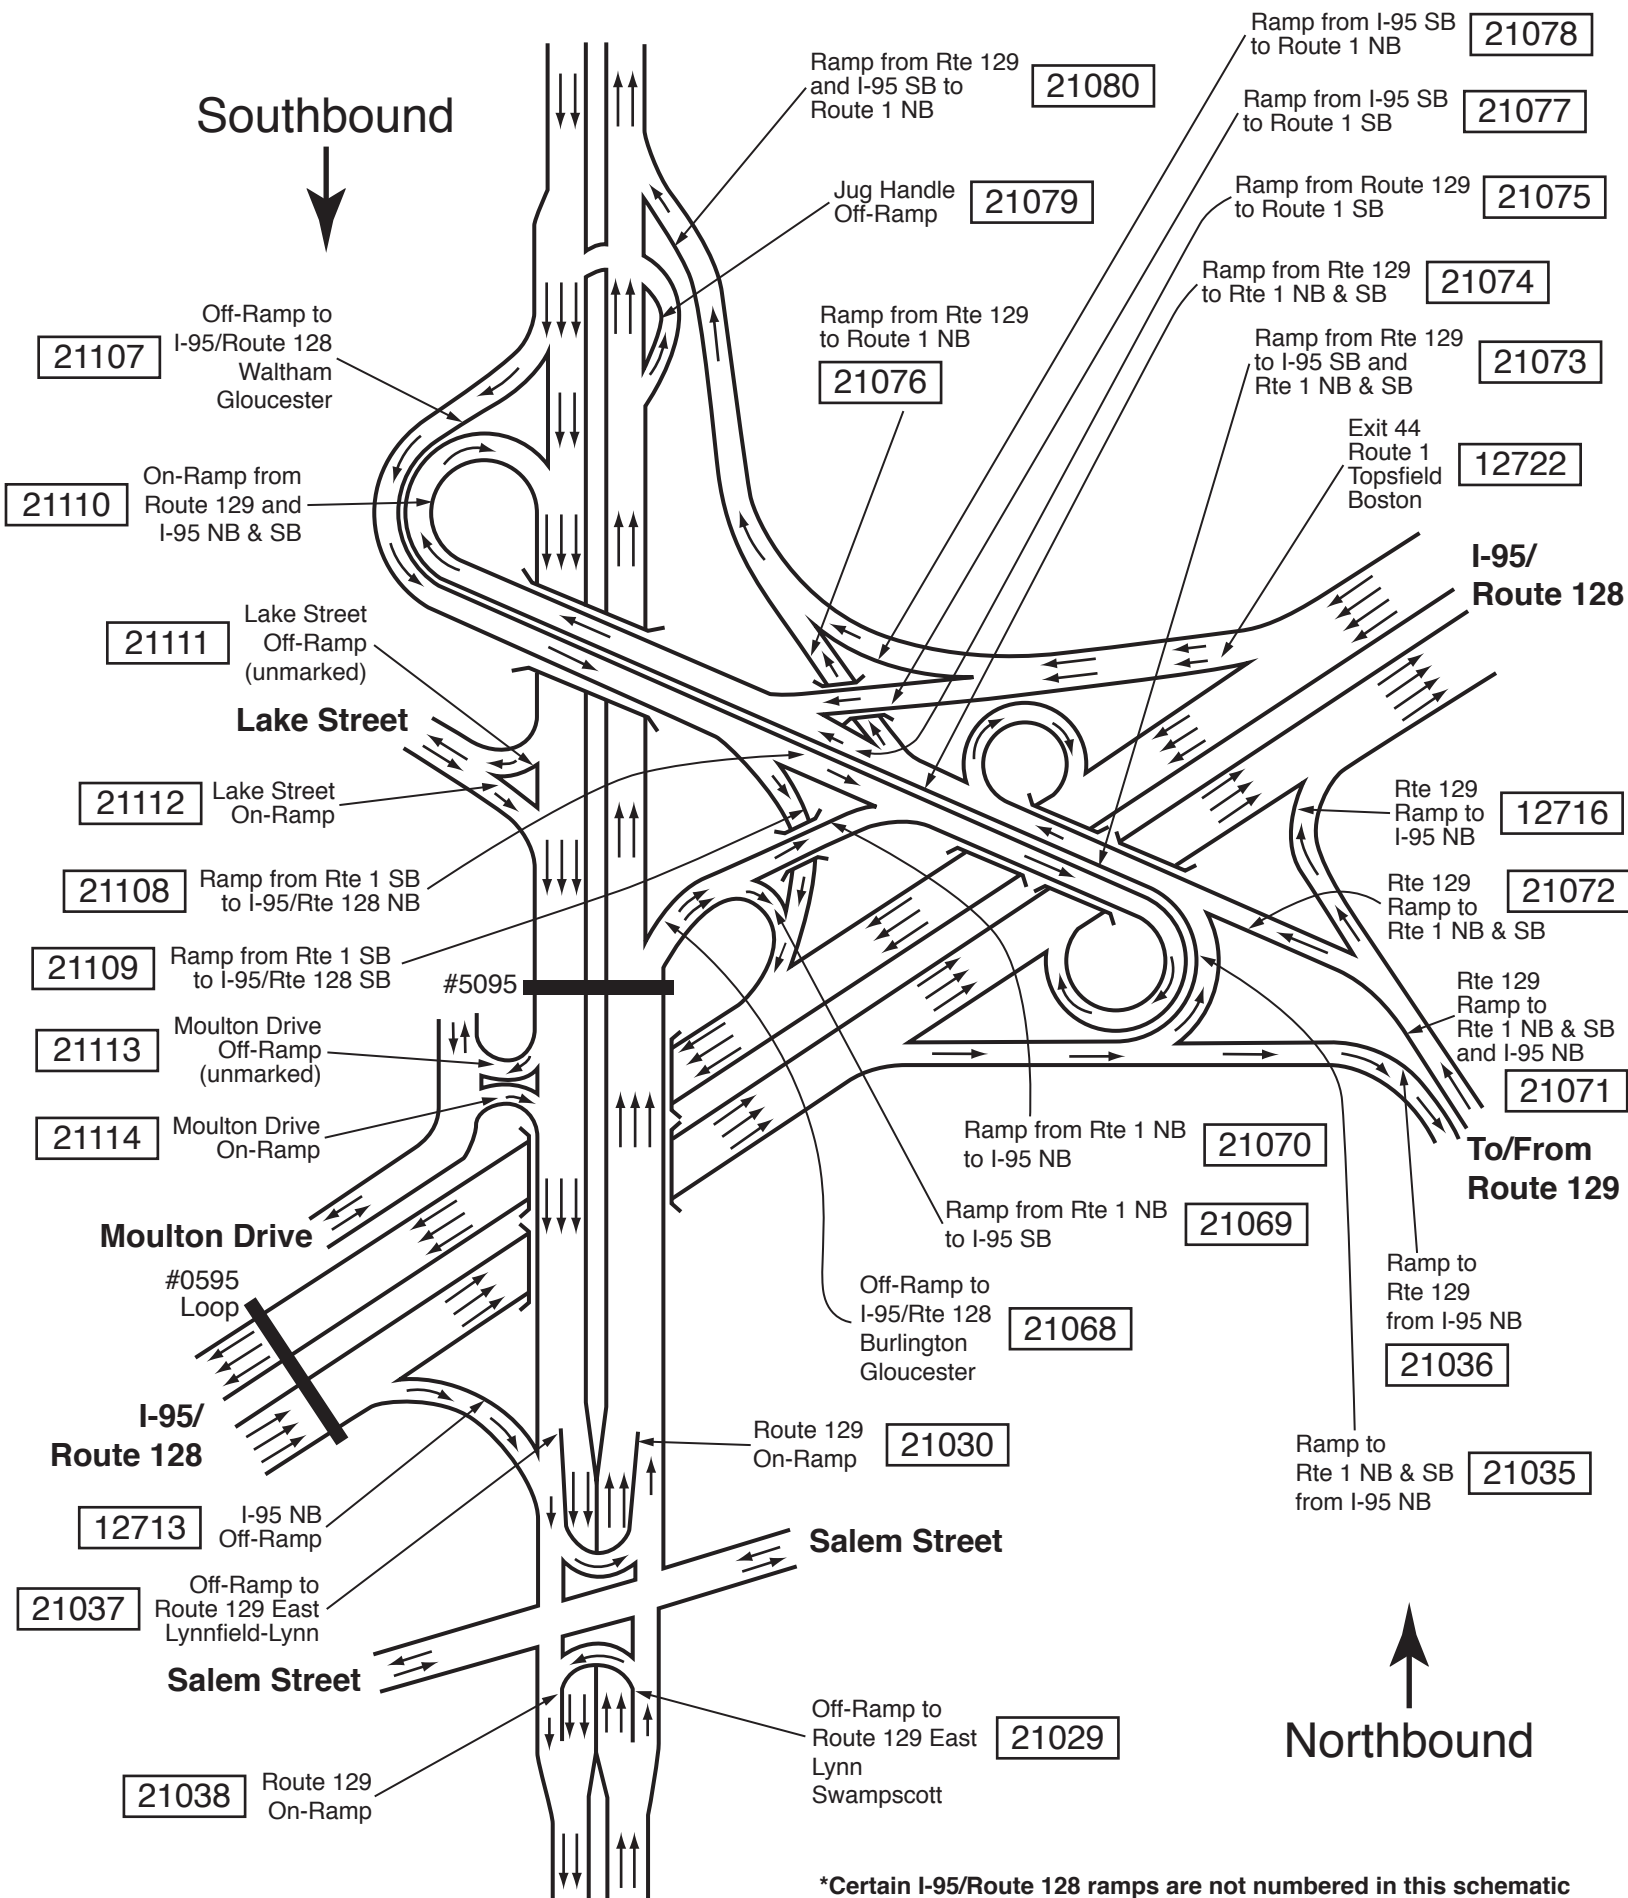 Southbound
Ramp from Rte 129
and I-95 SB to
Route 1 NB
21080
Ramp from I-95 SB
to Route 1 NB
21078
Ramp from I-95 SB
to Route 1 SB
21077
Jug Handle
Off-Ramp
21079
Ramp from Route 129
to Route 1 SB
21075
Ramp from Rte 129
to Rte 1 NB & SB
21074
Ramp from Rte 129
to Route 1 NB
21076
Ramp from Rte 129
to I-95 SB and
Rte 1 NB & SB
21073
Off-Ramp to
I-95/Route 128
Waltham
Gloucester
21107
Exit 44
Route 1
Topsfield
Boston
12722
On-Ramp from
Route 129 and
I-95 NB & SB
21110
I-95/
Route 128
Lake Street
Off-Ramp
(unmarked)
21111
Lake Street
Lake Street
On-Ramp
21112
Rte 129
Ramp to
I-95 NB
12716
Ramp from Rte 1 SB
to I-95/Rte 128 NB
21108
Rte 129
Ramp to
Rte 1 NB & SB
21072
Ramp from Rte 1 SB
to I-95/Rte 128 SB
21109
#5095
Rte 129
Ramp to
Rte 1 NB & SB
and I-95 NB
21071
Moulton Drive
Off-Ramp
(unmarked)
21113
Moulton Drive
On-Ramp
21114
Ramp from Rte 1 NB
to I-95 NB
21070
To/From
Route 129
Ramp from Rte 1 NB
to I-95 SB
21069
Moulton Drive
#0595
Loop
Off-Ramp to
I-95/Rte 128
Burlington
Gloucester
21068
Ramp to
Rte 129
from I-95 NB
21036
I-95/
Route 128
Route 129
On-Ramp
21030
Ramp to
Rte 1 NB & SB
from I-95 NB
21035
I-95 NB
Off-Ramp
12713
Salem Street
Off-Ramp to
Route 129 East
Lynnfield-Lynn
21037
Salem Street
Off-Ramp to
Route 129 East
Lynn
Swampscott
21029
Northbound
Route 129
On-Ramp
21038
*Certain I-95/Route 128 ramps are not numbered in this schematic